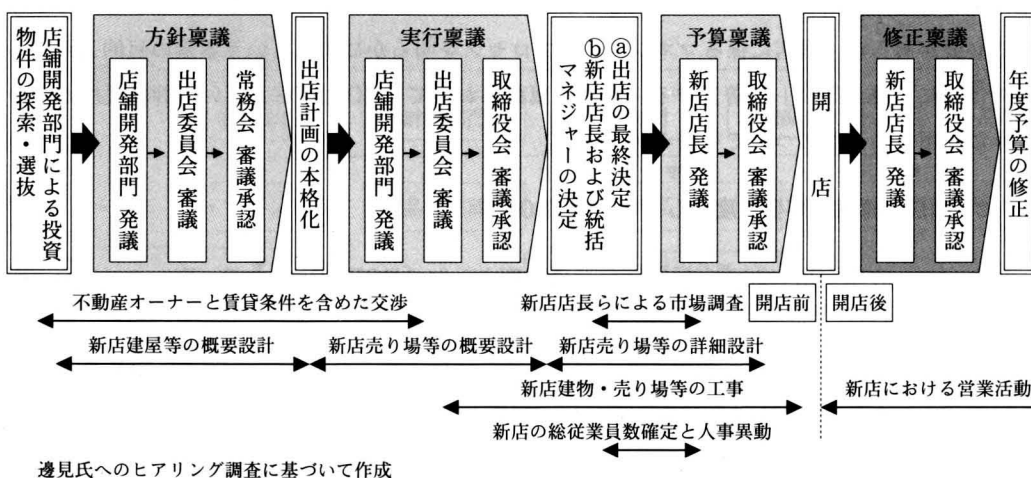 店舗開発部門による投資
物件の探索・選抜
方針稟議
店舗開発部門 発議
出店委員会 審議
常務会 審議承認
出店計画の本格化
実行稟議
店舗開発部門 発議
出店委員会 審議
取締役会 審議承認
ⓐ出店の最終決定
ⓑ新店店長および統括
マネジャーの決定
予算稟議
新店店長 発議
取締役会 審議承認
開店
修正稟議
新店店長 発議
取締役会 審議承認
年度予算の修正
不動産オーナーと賃貸条件を含めた交渉
新店店長らによる市場調査
開店前
開店後
新店建屋等の概要設計
新店売り場等の概要設計
新店売り場等の詳細設計
新店建物・売り場等の工事
新店における営業活動
新店の総従業員数確定と人事異動
邊見氏へのヒアリング調査に基づいて作成